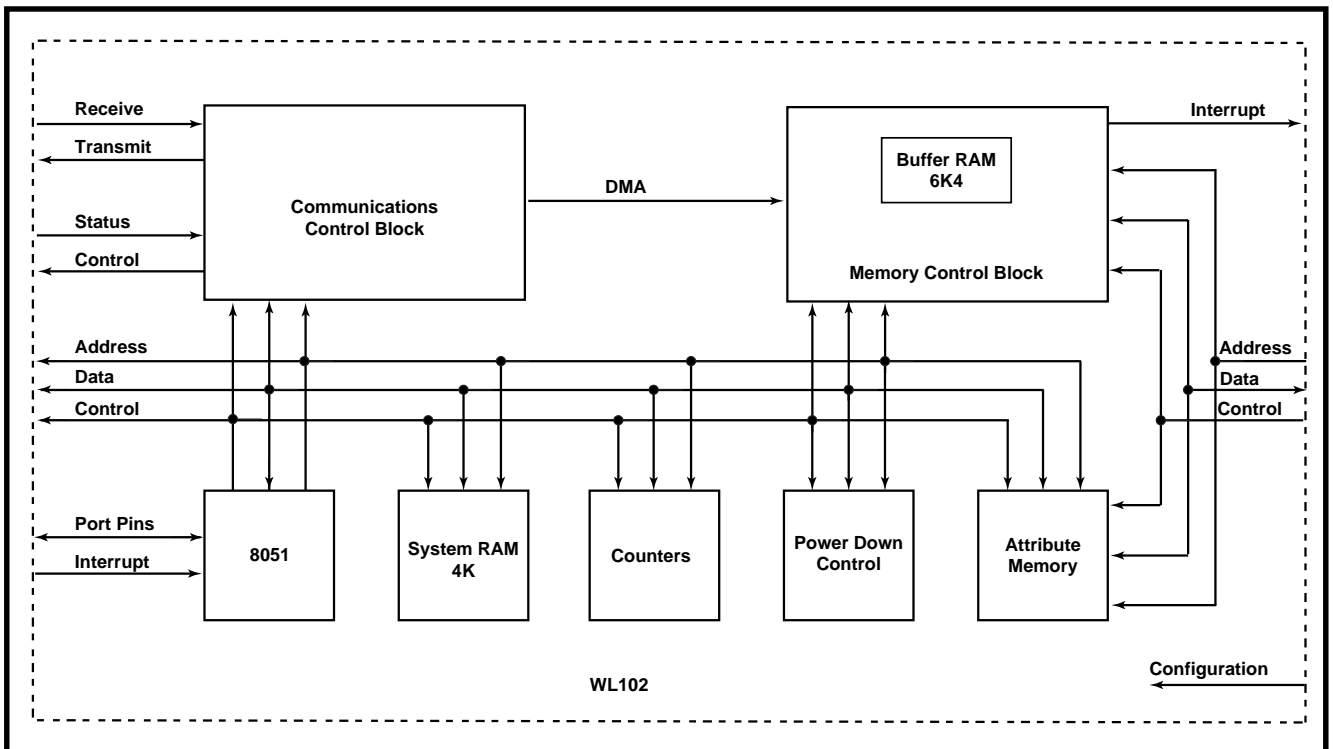 Receive
Transmit
Status
Control
Communications
Control Block
DMA
Buffer RAM
6K4
Memory Control Block
Interrupt
Address
Data
Control
Address
Data
Control
Port Pins
Interrupt
8051
System RAM
4K
Counters
Power Down
Control
Attribute
Memory
WL102
Configuration